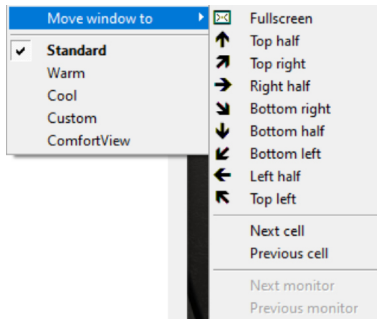 Move window to
Standard
Warm
Cool
Custom
ComfortView
Fullscreen
Top half
Top right
Right half
Bottom right
Bottom half
Bottom left
Left half
Top left
Next cell
Previous cell
Next monitor
Previous monitor